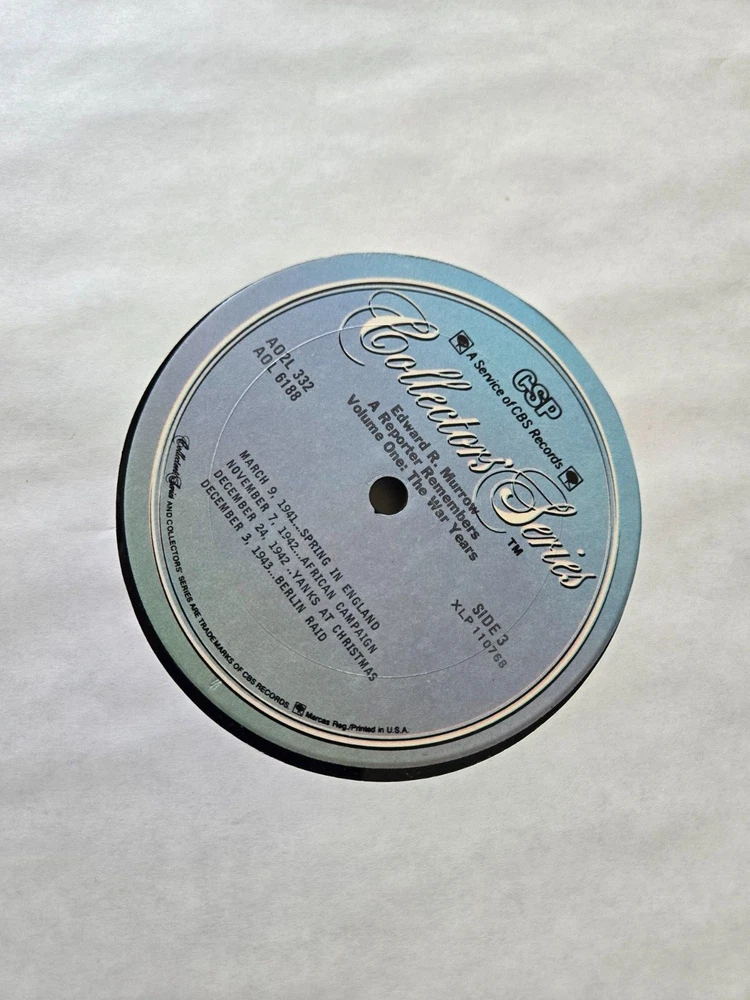 CSP
A Service of CBS Records
Collectors' Series™
AO2L 332
AOL 6188
Edward R. Murrow
A Reporter Remembers
Volume One: The War Years
SIDE 3
XLP 110768
MARCH 9, 1941...SPRING IN ENGLAND
NOVEMBER 7, 1942...AFRICAN CAMPAIGN
DECEMBER 24, 1942..YANKS AT CHRISTMAS
DECEMBER 3, 1943...BERLIN RAID
Collectors' Series AND COLLECTORS' SERIES ARE TRADEMARKS OF CBS RECORDS. Marcas Reg./Printed in U.S.A.